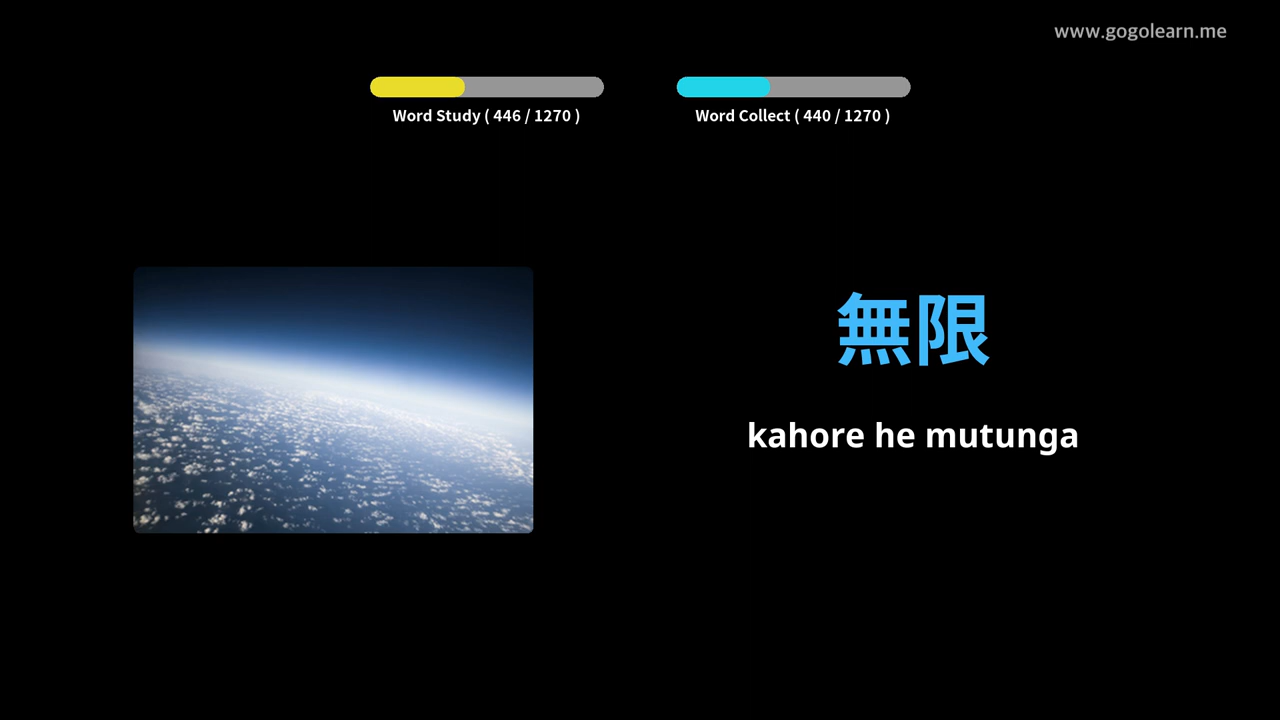 www.gogolearn.me
Word Study ( 446 / 1270 )
Word Collect ( 440 / 1270 )
無限
kahore he mutunga